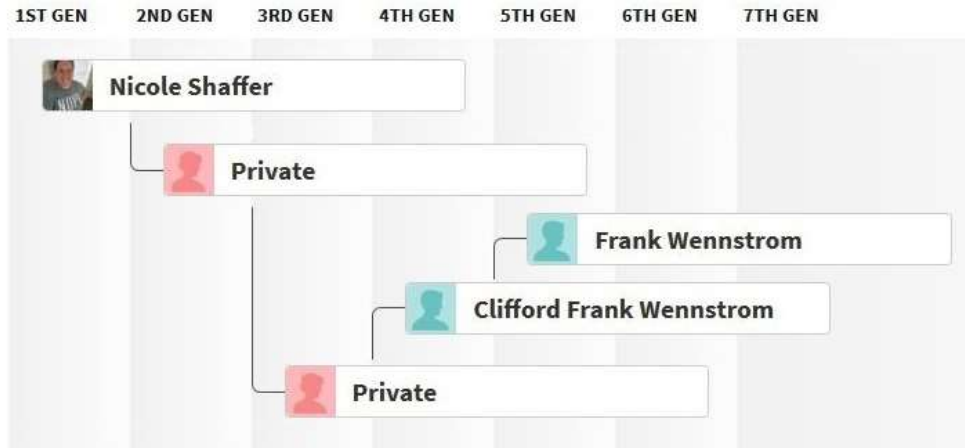 1ST GEN 2ND GEN 3RD GEN 4TH GEN 5TH GEN 6TH GEN 7TH GEN
Nicole Shaffer
Private
Frank Wennstrom
Clifford Frank Wennstrom
Private